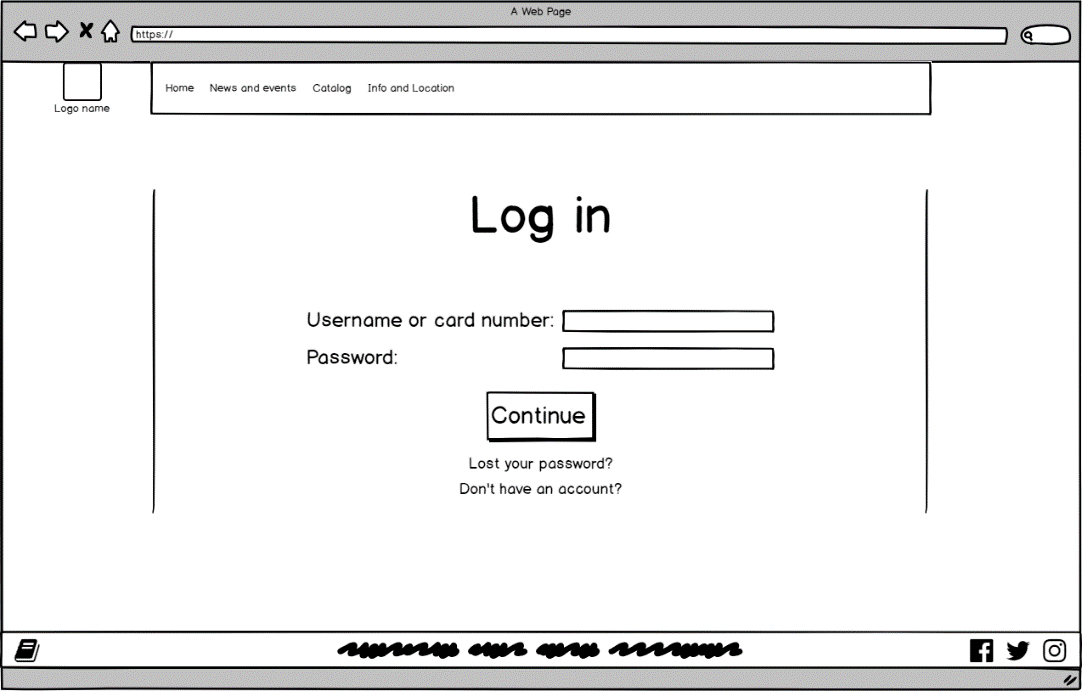 A Web Page
https://
Logo name
Home News and events Catalog Info and Location
Log in
Username or card number:
Password:
Continue
Lost your password?
Don't have an account?